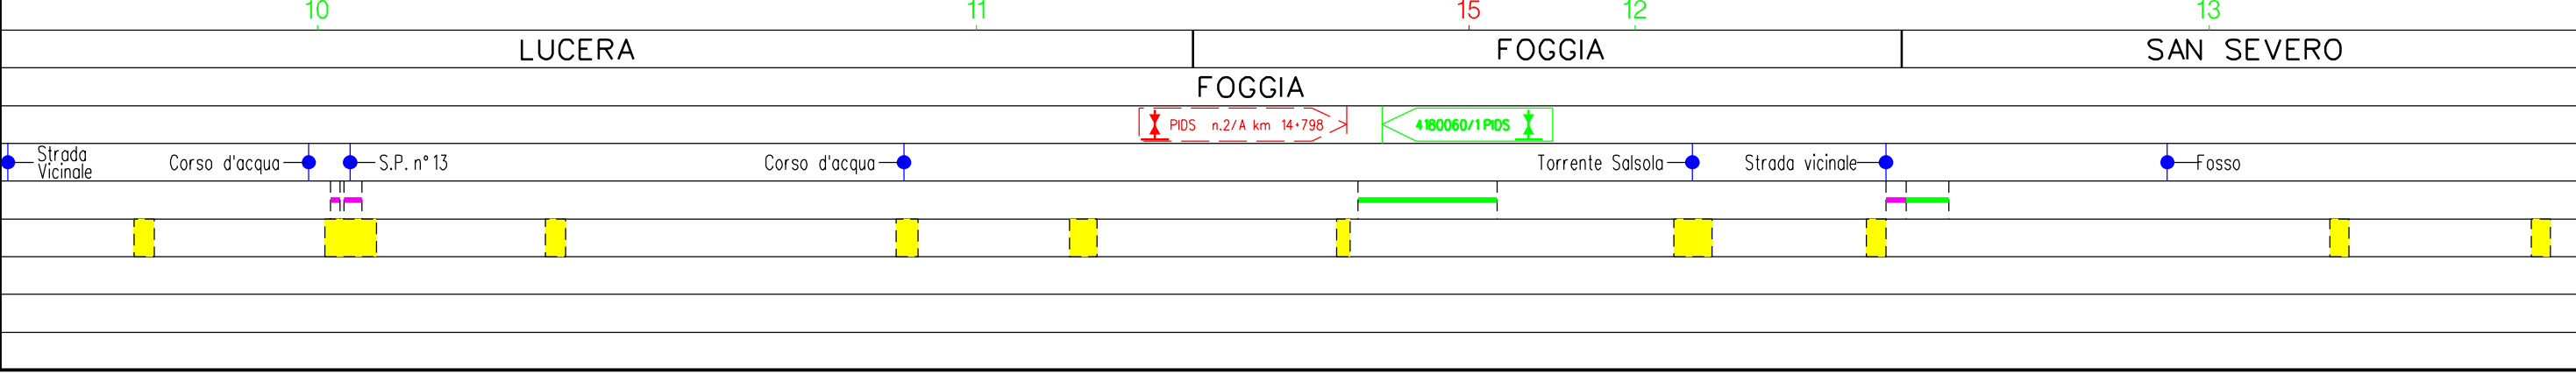 10 11 15 12 13
LUCERA FOGGIA SAN SEVERO
FOGGIA
PIDS n.2/A km 14+798 4180060/1 PIDS
Strada
Vicinale
Corso d'acqua S.P. n° 13 Corso d'acqua Torrente Salsola Strada vicinale Fosso